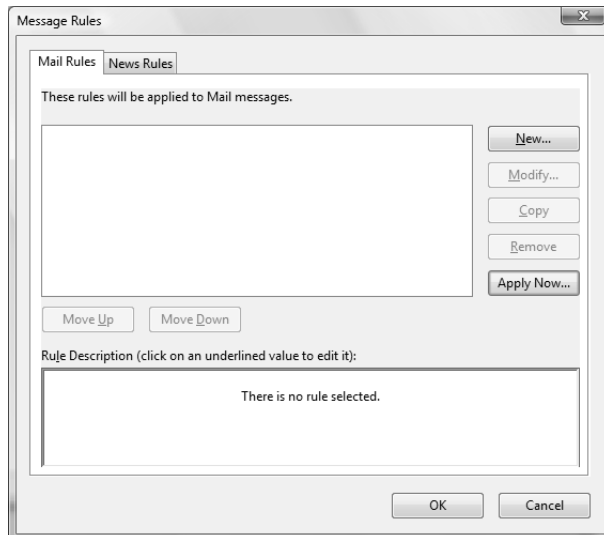 Message Rules
x
Mail Rules News Rules
These rules will be applied to Mail messages.
New...
Modify...
Copy
Remove
Apply Now...
Move Up Move Down
Rule Description (click on an underlined value to edit it):
There is no rule selected.
OK Cancel